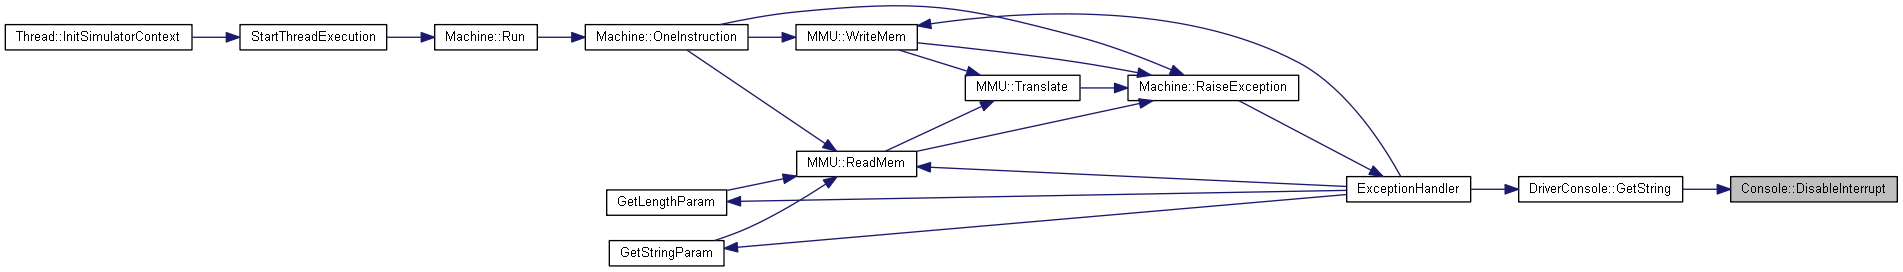 Thread::InitSimulatorContext
StartThreadExecution
Machine::Run
Machine::OneInstruction
MMU::WriteMem
MMU::Translate
Machine::RaiseException
MMU::ReadMem
GetLengthParam
GetStringParam
ExceptionHandler
DriverConsole::GetString
Console::DisableInterrupt